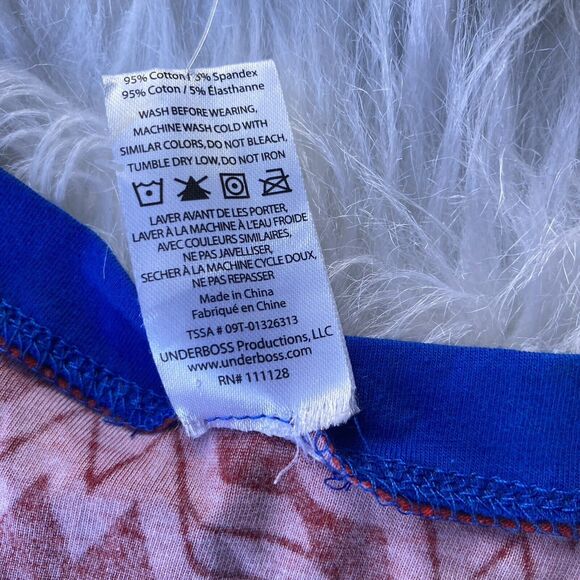 95% Cotton / 5% Spandex
95% Coton / 5% Élasthanne
WASH BEFORE WEARING,
MACHINE WASH COLD WITH
SIMILAR COLORS, DO NOT BLEACH,
TUMBLE DRY LOW, DO NOT IRON
LAVER AVANT DE LES PORTER,
LAVER À LA MACHINE À L'EAU FROIDE
AVEC COULEURS SIMILAIRES,
NE PAS JAVELLISER,
SECHER À LA MACHINE CYCLE DOUX,
NE PAS REPASSER
Made in China
Fabriqué en China
TSSA # 09T-01326313
UNDERBOSS Productions, LLC
www.underboss.com
RN# 111128